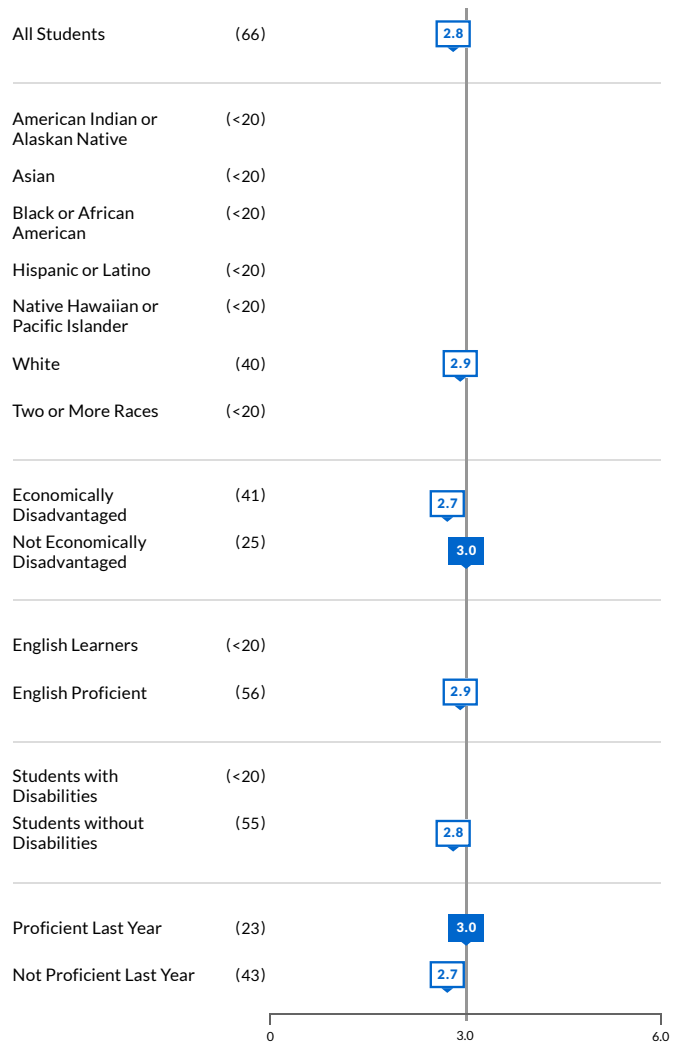 All Students (66) 2.8
American Indian or (<20)
Alaskan Native
Asian (<20)
Black or African (<20)
American
Hispanic or Latino (<20)
Native Hawaiian or (<20)
Pacific Islander
White (40) 2.9
Two or More Races (<20)
Economically (41) 2.7
Disadvantaged
Not Economically (25) 3.0
Disadvantaged
English Learners (<20)
English Proficient (56) 2.9
Students with (<20)
Disabilities
Students without (55) 2.8
Disabilities
Proficient Last Year (23) 3.0
Not Proficient Last Year (43) 2.7
0 3.0 6.0